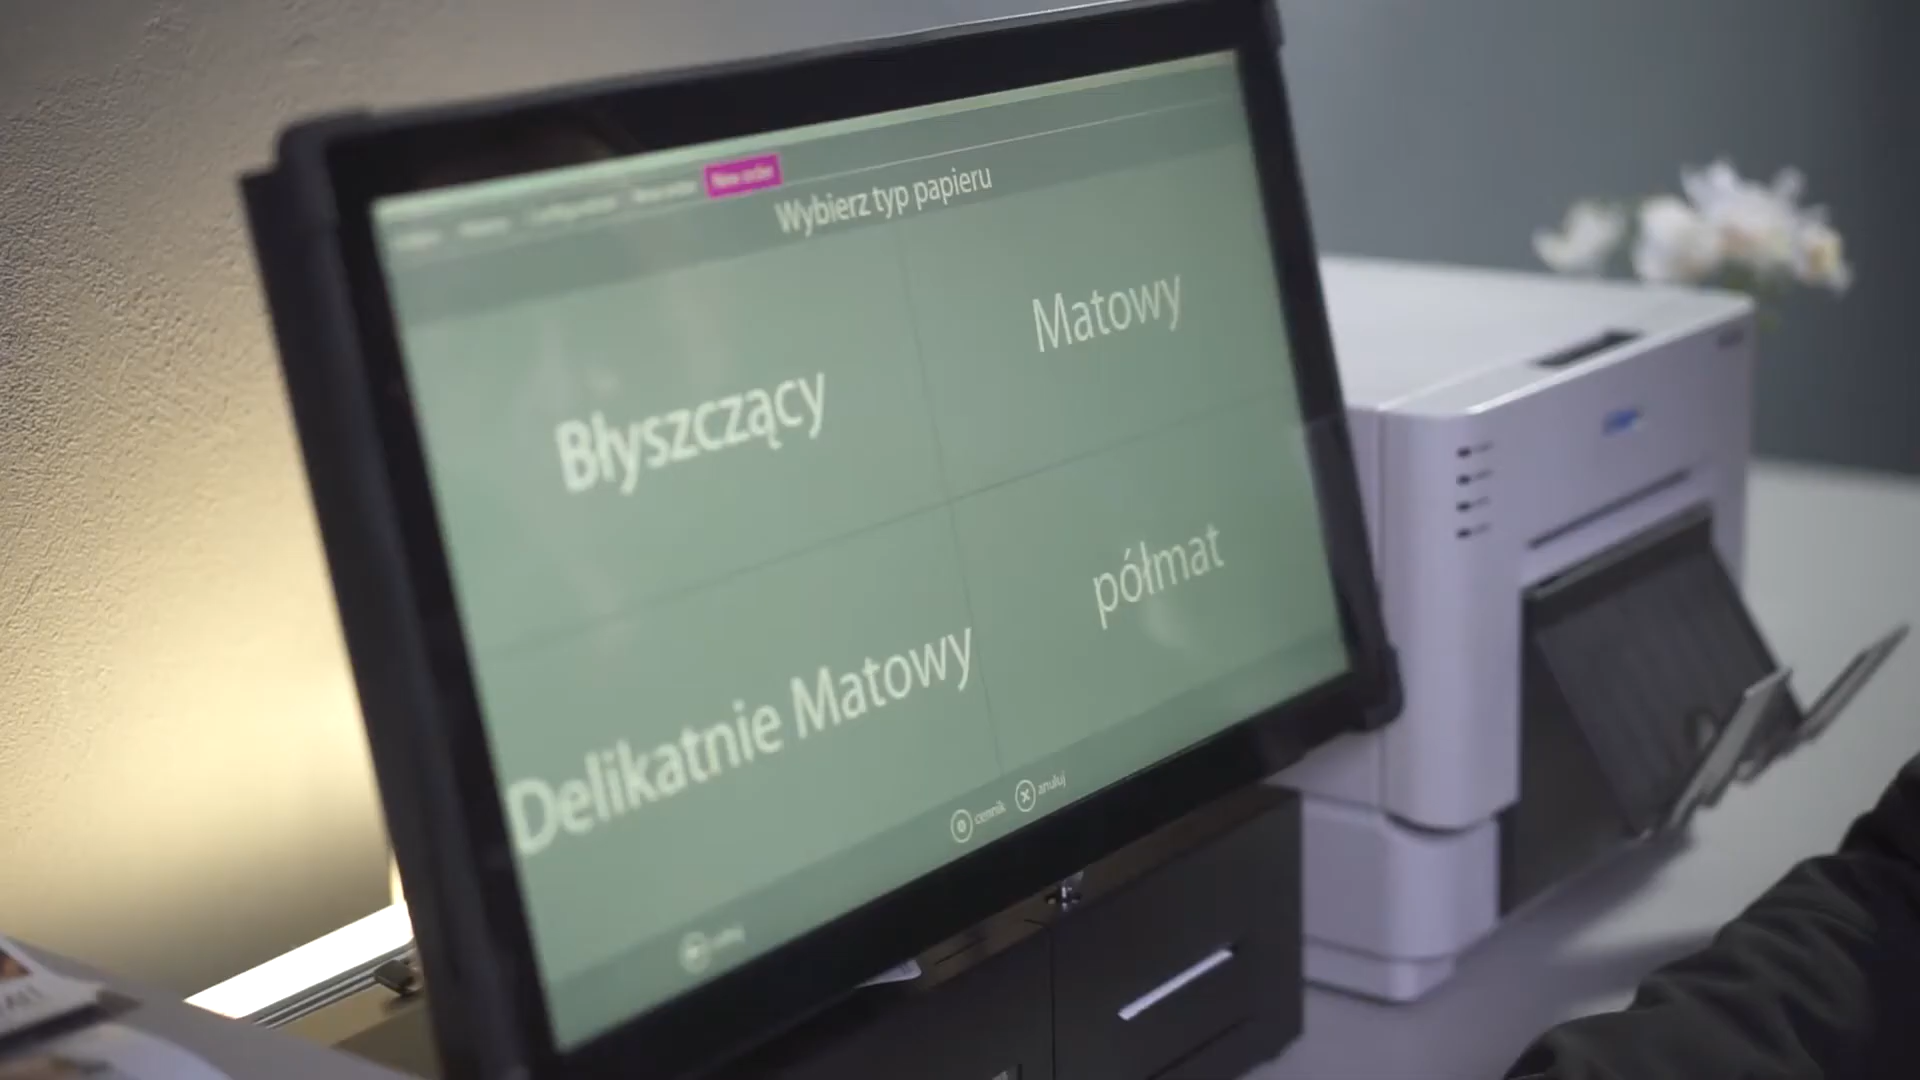 New order
Wybierz typ papieru
Błyszczący
Matowy
Delikatnie Matowy
półmat
cennik
anuluj